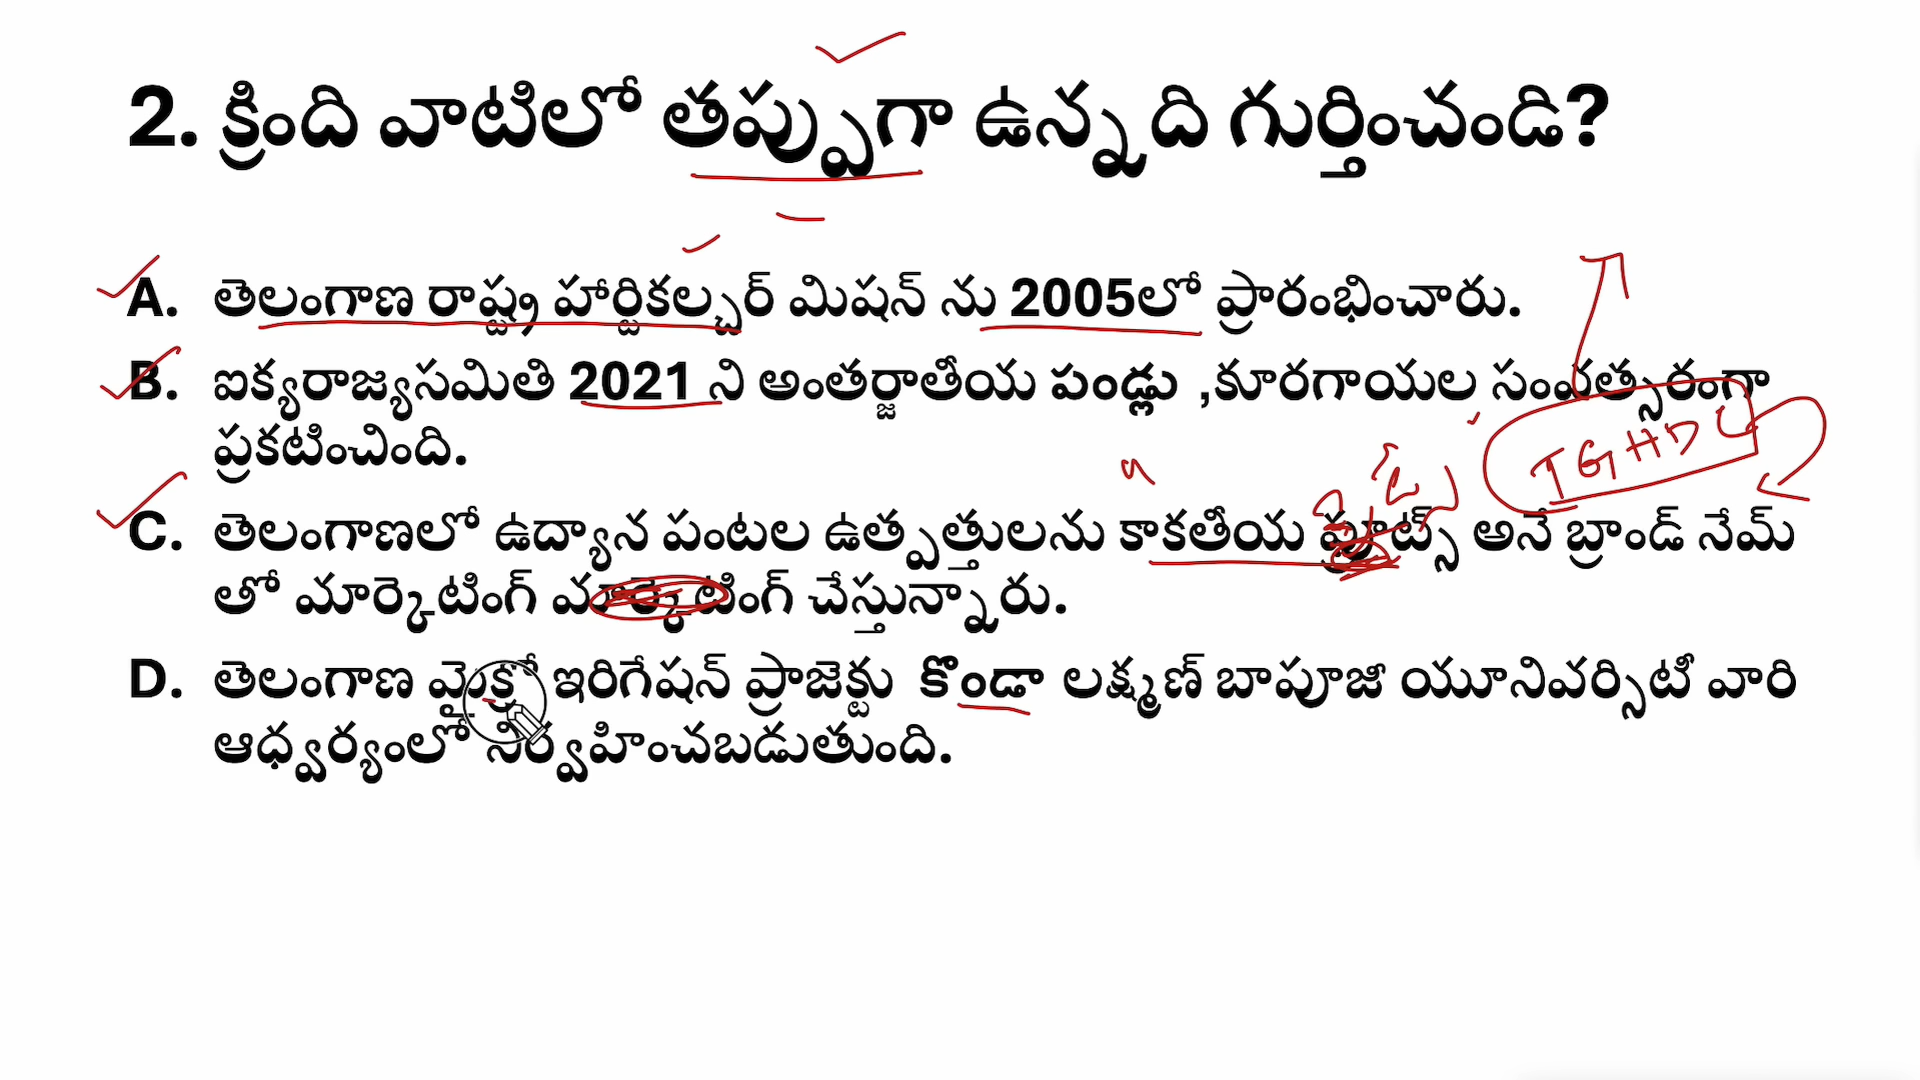 2. క్రింది వాటిలో తప్పుగా ఉన్నది గుర్తించండి?
A. తెలంగాణ రాష్ట్ర హార్టికల్చర్ మిషన్ ను 2005లో ప్రారంభించారు.
B. ఐక్యరాజ్యసమితి 2021 ని అంతర్జాతీయ పండ్లు ,కూరగాయల సంవత్సరంగా
ప్రకటించింది.
TGHDC
C. తెలంగాణలో ఉద్యాన పంటల ఉత్పత్తులను కాకతీయ ఫ్రూట్స్ అనే బ్రాండ్ నేమ్
తో మార్కెటింగ్ మార్కెటింగ్ చేస్తున్నారు.
D. తెలంగాణ మైక్రో ఇరిగేషన్ ప్రాజెక్టు కొండా లక్ష్మణ్ బాపూజీ యూనివర్సిటీ వారి
ఆధ్వర్యంలో నిర్వహించబడుతుంది.